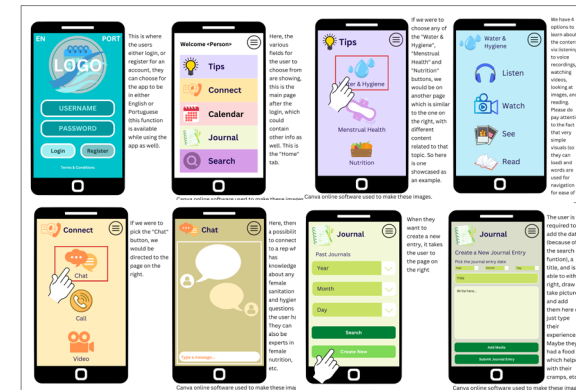 EN PORT
LOGO
USERNAME
PASSWORD
Login Register
Terms & Conditions
This is where
the users
either login, or
register for an
account, they
can choose for
the app to be
in either
English or
Portuguese
(this function
is available
while using the
app as well).
Welcome <Person>
Tips
Connect
Calendar
Journal
Search
Here, the
various
fields for the
user to
choose from
are showing,
this is the
main page
after the
login, which
could
contain
other info as
well. This is
the "Home"
tab.
Canva online software used to make these images
Tips
& Hygiene
Menstrual Health
Nutrition
If we were to
choose any of
the "Water &
Hygiene",
"Menstrual
Health" and
"Nutrition"
buttons, we
would be on
another page
which is similar
to the one on
the right, with
different
content
related to that
topic. So here
is one
showcased as
an example.
Canva online software used to make these images.
Water &
Hygiene
Listen
Watch
See
Read
We have 4
options to
learn about
the content
via listening
to voice
recordings,
watching
videos,
looking at
images, and
reading.
Please do
pay attenti
to the fact
that very
simple
visuals (so
they can
load) and
words are
used for
navigation
for ease of
Connect
Chat
Call
Video
If we were to
pick the "Chat"
button, we
would be
directed to the
page on the
right.
Chat
Type a message...
Here, then
a possibilit
to connect
to a rep wh
has
knowledge
about any
female
sanitation
and hygien
questions
the user ha
They can
also be
experts in
female
nutrition,
etc.
Canva online software used to make these ima
Journal
Past Journals
Year
Month
Day
Search
Create New
When they
want to
create a new
entry, it takes
the user to
the page on
the right
Journal
Create a New Journal Entry
Pick the journal entry date
Title
Write here...
Add Media
Submit Journal Entry
The user is
required to
add the dat
(because of
the search
funtion), a
title, and is
able to eith
right, draw
take picture
and add
them here o
just type
their
experience
Maybe they
had a food
which helpe
with their
cramps, etc
Canva online software used to make these imag